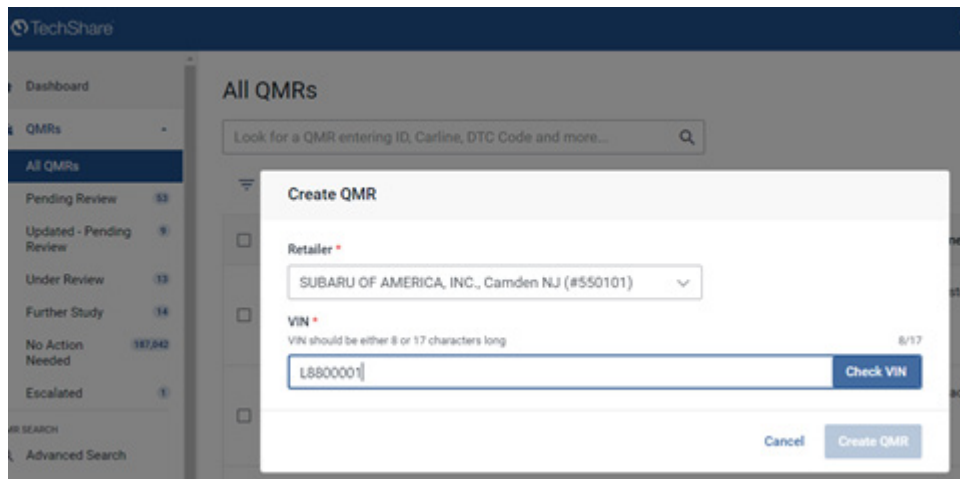 TechShare
Dashboard
QMRs
All QMRs
Pending Review 53
Updated - Pending
Review 9
Under Review 13
Further Study 14
No Action
Needed 187,042
Escalated 1
Advanced Search
All QMRs
Look for a QMR entering ID, Carline, DTC Code and more...
Create QMR
Retailer *
SUBARU OF AMERICA, INC., Camden NJ (#550101)
VIN *
VIN should be either 8 or 17 characters long 8/17
L8800001 Check VIN
Cancel Create QMR